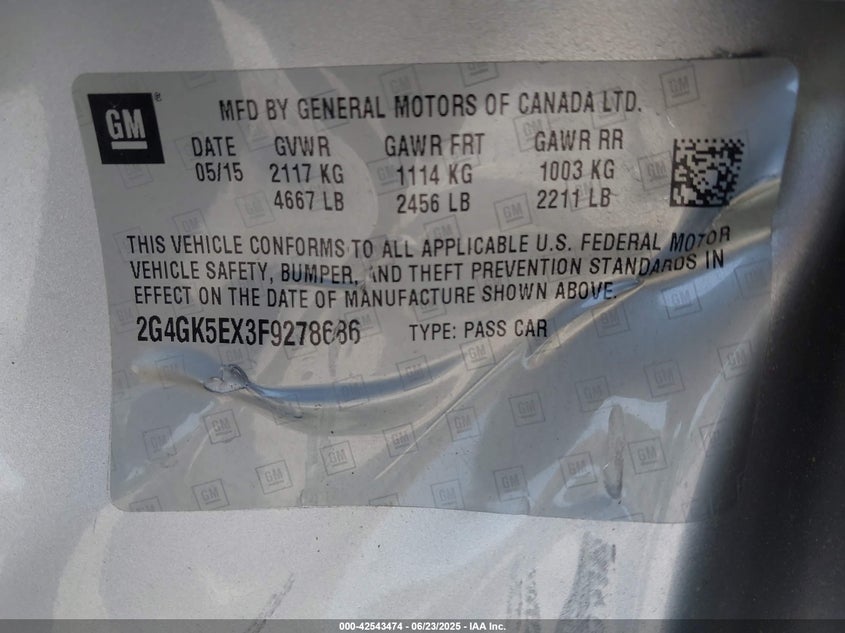 GM
MFD BY GENERAL MOTORS OF CANADA LTD.
DATE GVWR GAWR FRT GAWR RR
05/15 2117 KG 1114 KG 1003 KG
4667 LB 2456 LB 2211 LB
THIS VEHICLE CONFORMS TO ALL APPLICABLE U.S. FEDERAL MOTOR
VEHICLE SAFETY, BUMPER, AND THEFT PREVENTION STANDARDS IN
EFFECT ON THE DATE OF MANUFACTURE SHOWN ABOVE.
2G4GK5EX3F9278686 TYPE: PASS CAR
000-42543474 - 06/23/2025 - IAA Inc.